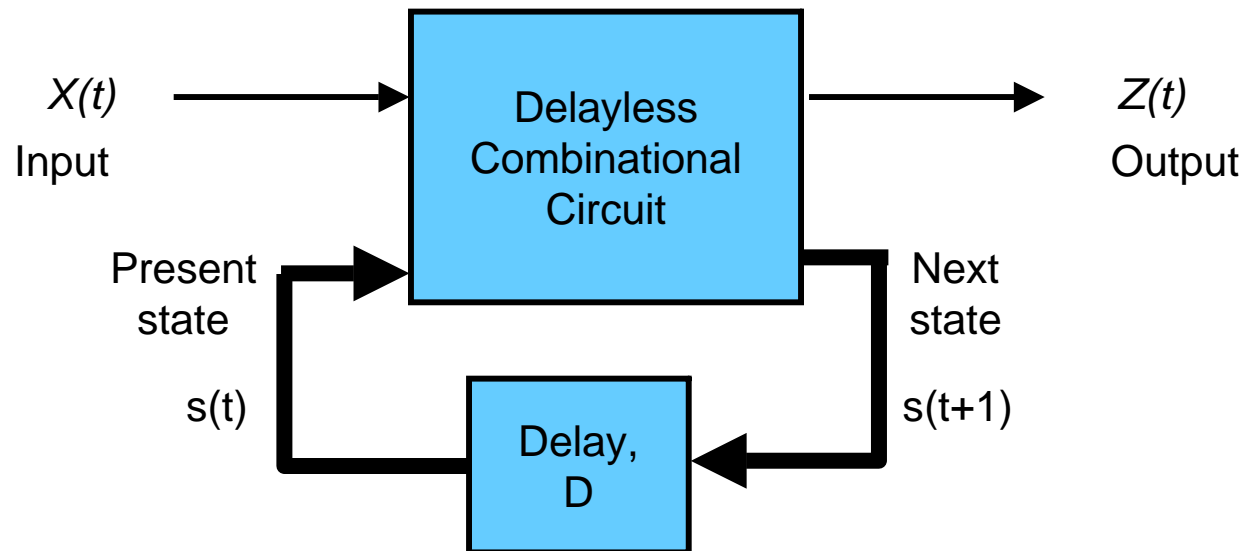 X(t)
Input
Delayless
Combinational
Circuit
Z(t)
Output
Present
state
s(t)
Next
state
s(t+1)
Delay,
D